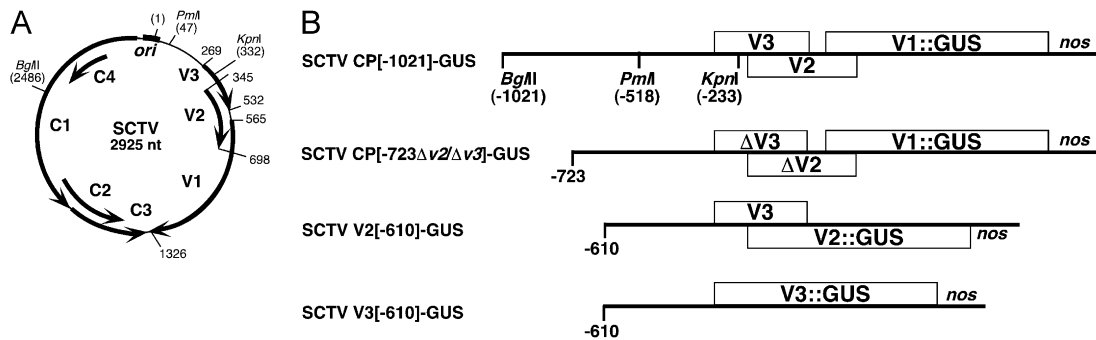 A
(1)
PmlI
(47)
ori
KpnI
(332)
269
BglII
(2486)
C4
V3
345
532
V2
565
C1
SCTV
2925 nt
698
V1
C2
C3
1326
B
V3
V1::GUS
nos
SCTV CP[-1021]-GUS
V2
BglII
(-1021)
PmlI
(-518)
KpnI
(-233)
ΔV3
V1::GUS
nos
SCTV CP[-723Δv2/Δv3]-GUS
ΔV2
-723
V3
SCTV V2[-610]-GUS
V2::GUS
nos
-610
V3::GUS
nos
SCTV V3[-610]-GUS
-610